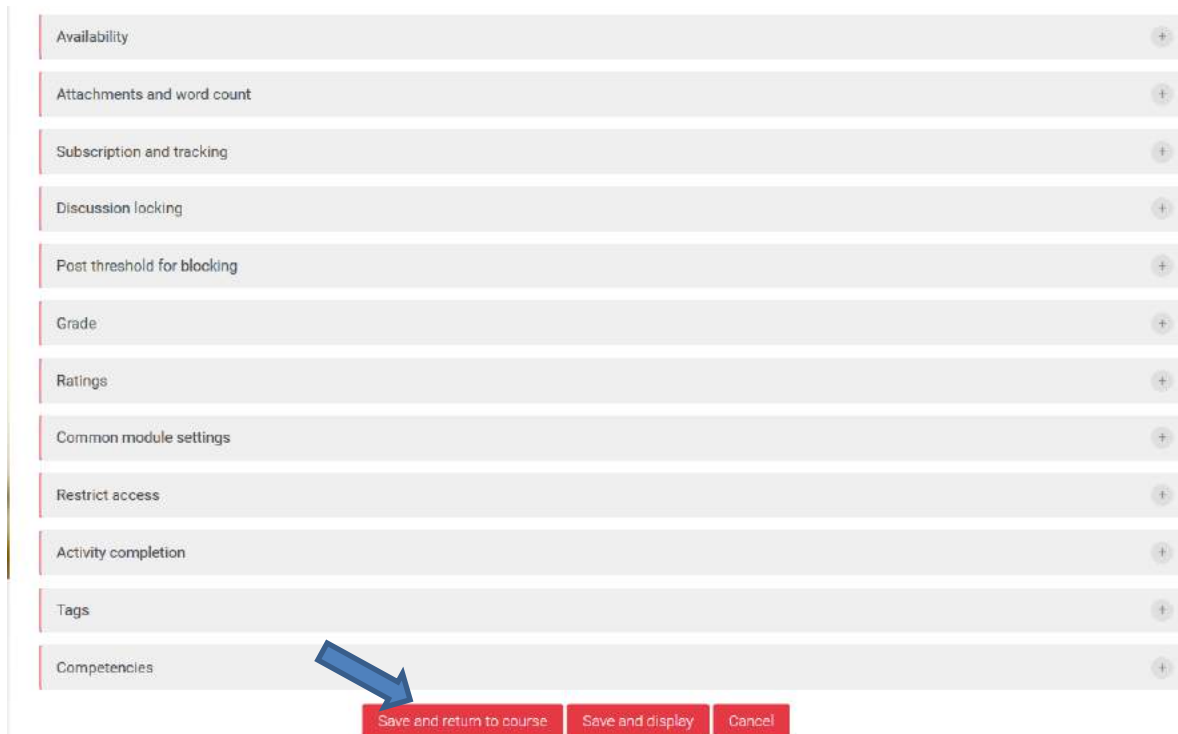 Availability
Attachments and word count
Subscription and tracking
Discussion locking
Post threshold for blocking
Grade
Ratings
Common module settings
Restrict access
Activity completion
Tags
Competencies
Save and return to course Save and display Cancel